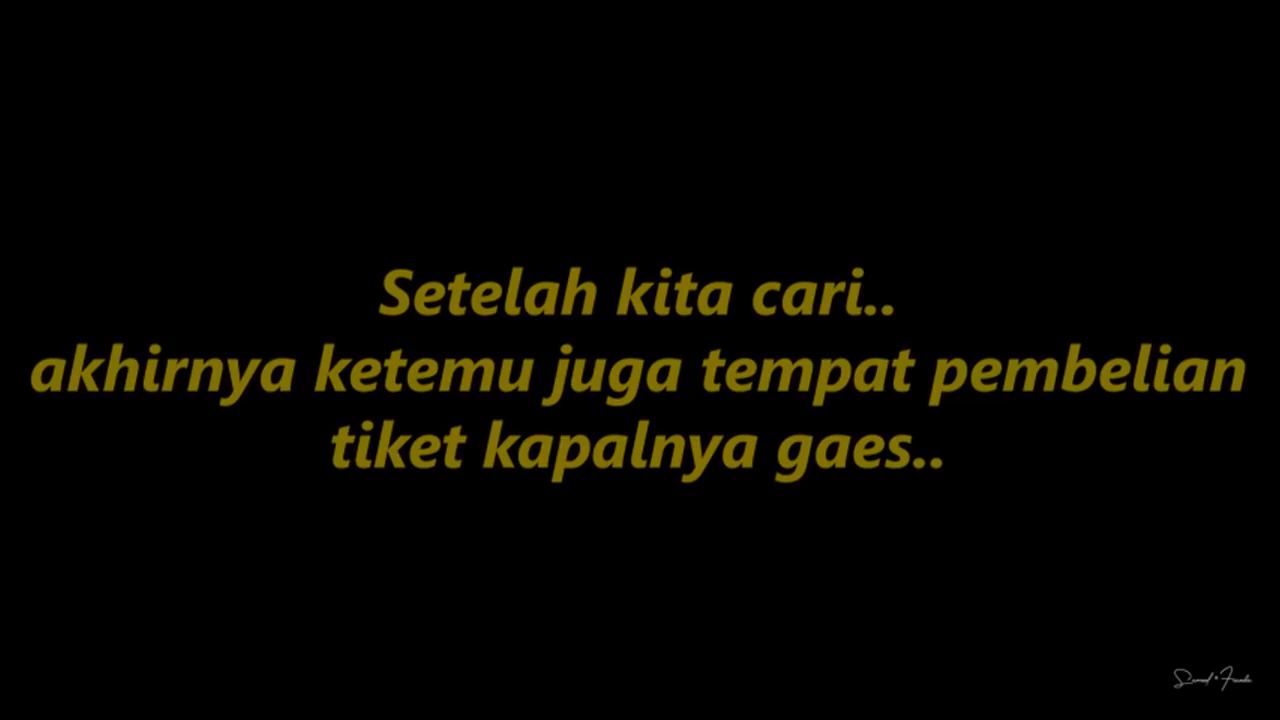 Setelah kita cari..
akhirnya ketemu juga tempat pembelian
tiket kapalnya gaes..